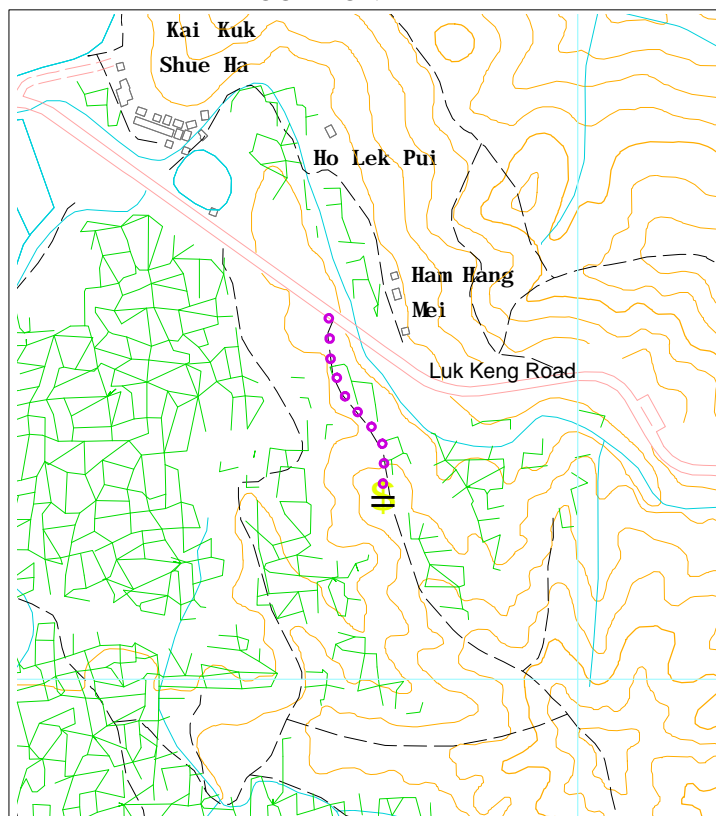 Kai Kuk
Shue Ha
Ho Lek Pui
Ham Hang
Mei
Luk Keng Road
$